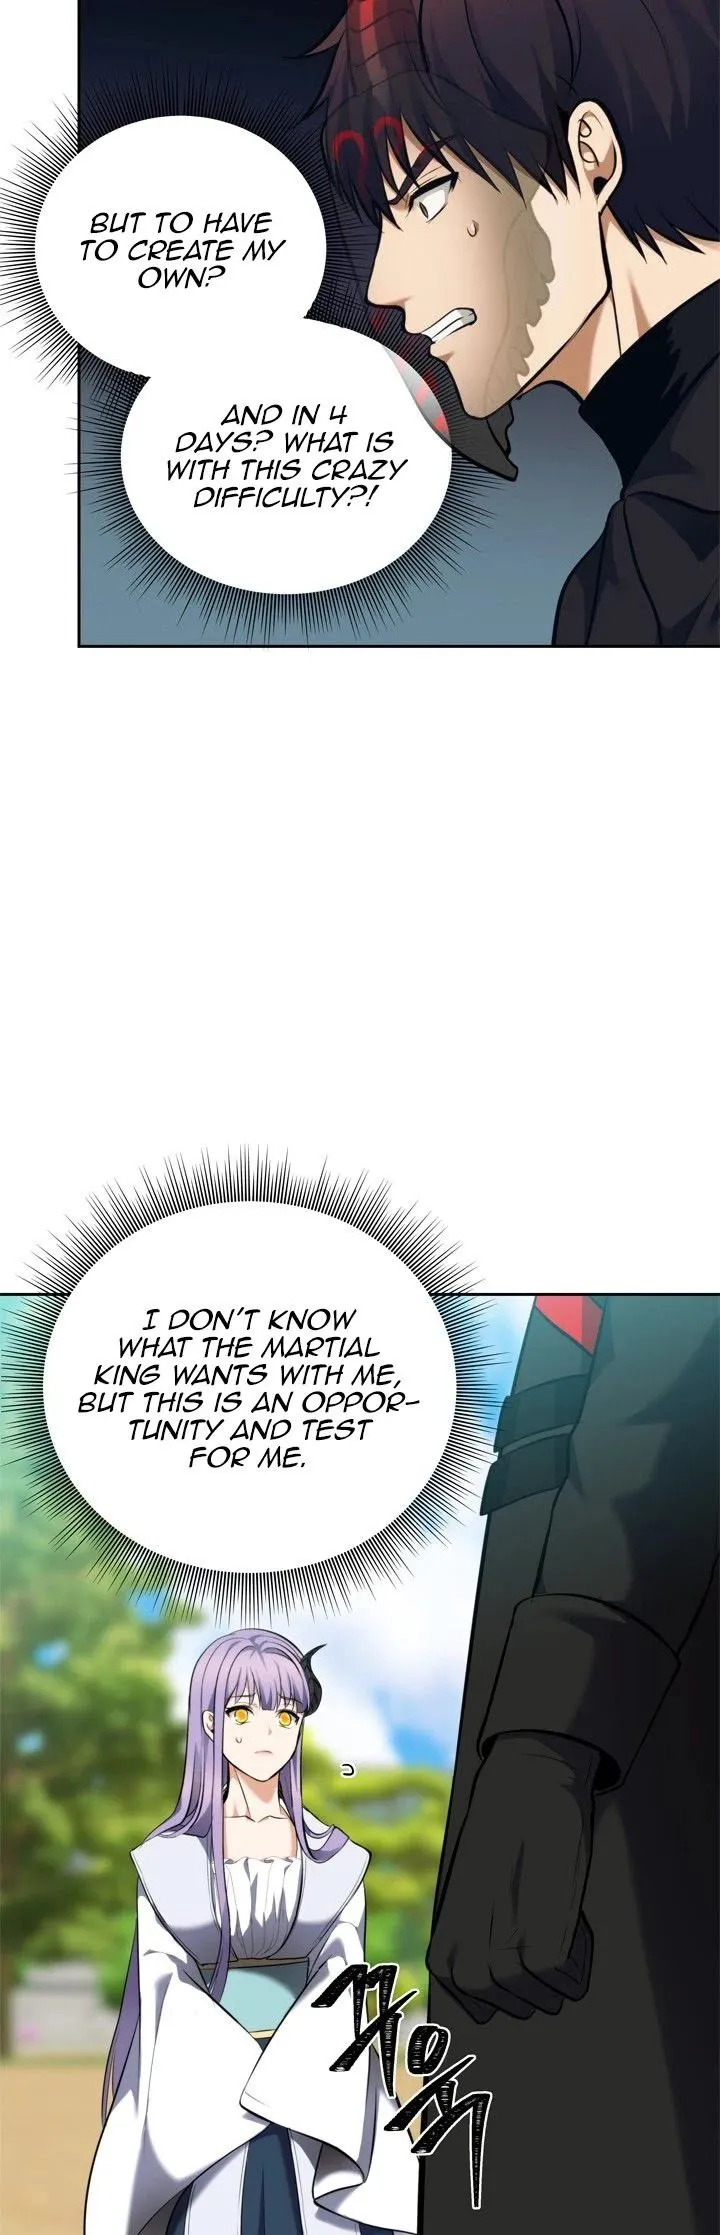 BUT TO HAVE
TO CREATE MY
OWN?
AND IN 4
DAYS? WHAT IS
WITH THIS CRAZY
DIFFICULTY?!
I DON'T KNOW
WHAT THE MARTIAL
KING WANTS WITH ME,
BUT THIS IS AN OPPOR-
TUNITY AND TEST
FOR ME.